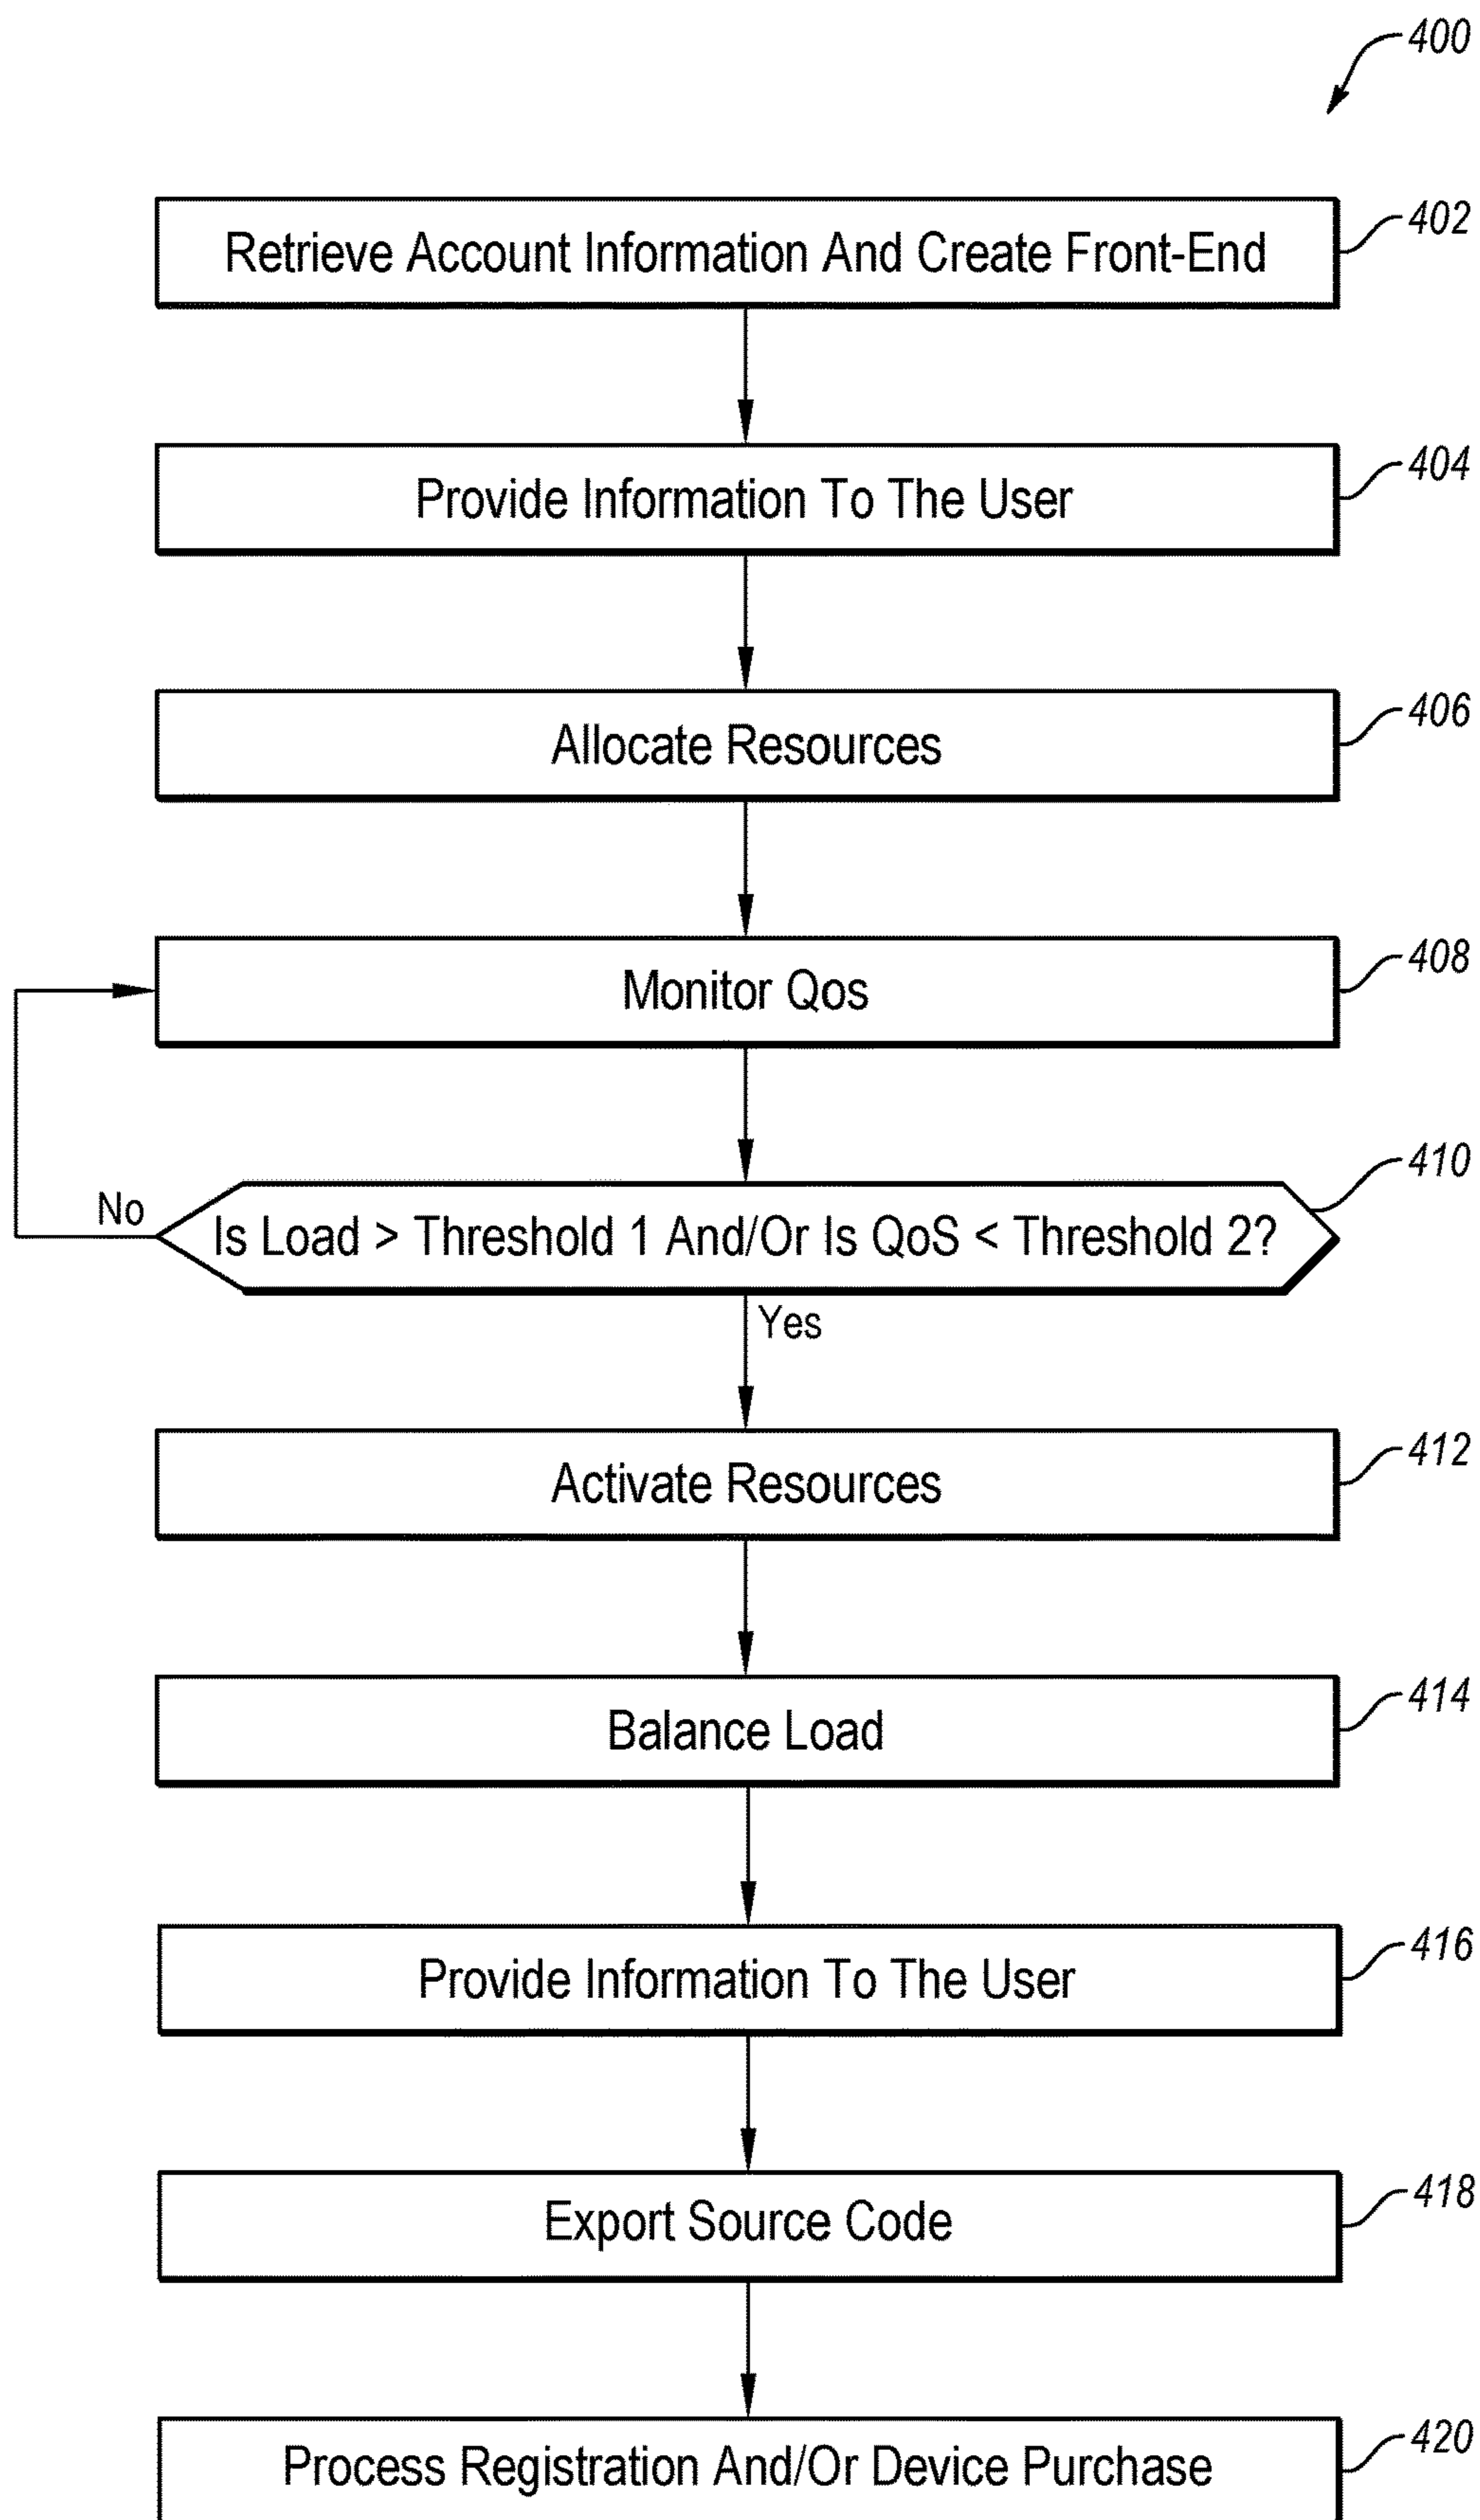 400
Retrieve Account Information And Create Front-End
402
Provide Information To The User
404
Allocate Resources
406
Monitor Qos
408
Is Load > Threshold 1 And/Or Is QoS < Threshold 2?
410
No
Yes
Activate Resources
412
Balance Load
414
Provide Information To The User
416
Export Source Code
418
Process Registration And/Or Device Purchase
420